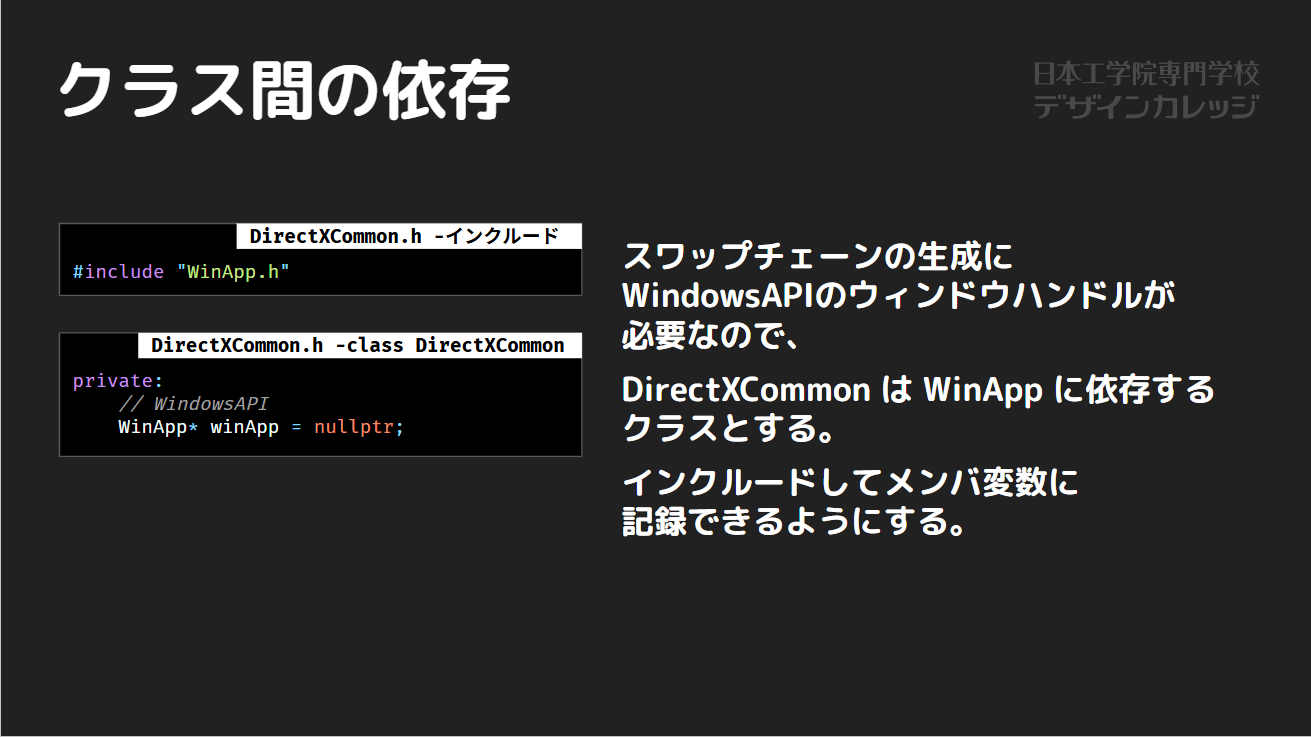 クラス間の依存
日本工学院専門学校
デザインカレッジ
DirectXCommon.h -インクルード
#include "WinApp.h"
DirectXCommon.h -class DirectXCommon
private:
// WindowsAPI
WinApp* winApp = nullptr;
スワップチェーンの生成に
WindowsAPIのウィンドウハンドルが
必要なので、
DirectXCommon は WinApp に依存する
クラスとする。
インクルードしてメンバ変数に
記録できるようにする。